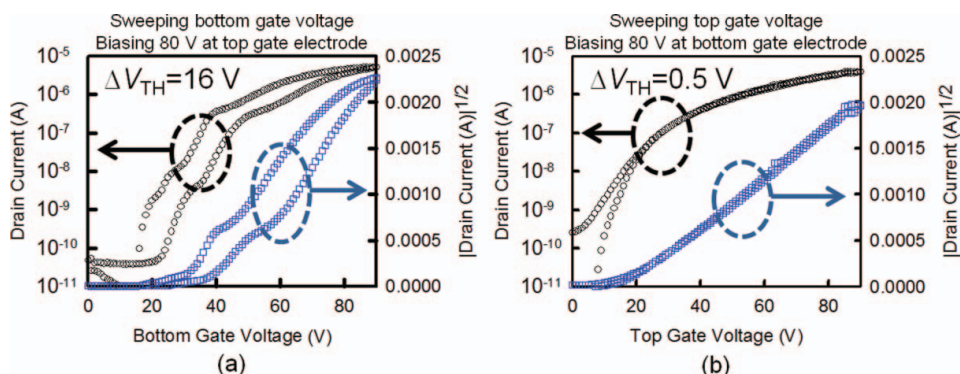 Sweeping bottom gate voltage
Biasing 80 V at top gate electrode
ΔVTH=16 V
Drain Current (A)
10-5
10-6
10-7
10-8
10-9
10-10
10-11
0
20
40
60
80
Bottom Gate Voltage (V)
0.0025
0.0020
0.0015
0.0010
0.0005
0.0000
|Drain Current (A)|1/2
(a)
Sweeping top gate voltage
Biasing 80 V at bottom gate electrode
ΔVTH=0.5 V
Drain Current (A)
10-5
10-6
10-7
10-8
10-9
10-10
10-11
0
20
40
60
80
Top Gate Voltage (V)
0.0025
0.0020
0.0015
0.0010
0.0005
0.0000
|Drain Current (A)|1/2
(b)